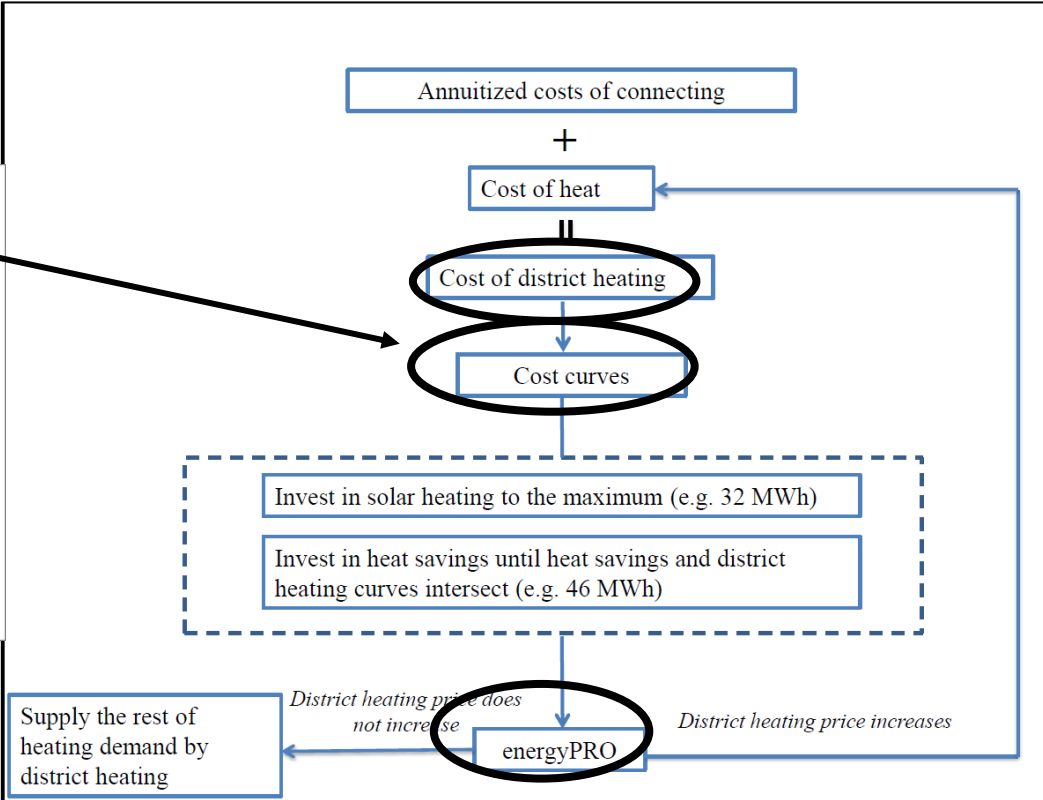 Annuitized costs of connecting
+
Cost of heat
=
Cost of district heating
Cost curves
Invest in solar heating to the maximum (e.g. 32 MWh)
Invest in heat savings until heat savings and district
heating curves intersect (e.g. 46 MWh)
District heating price does
not increase
District heating price increases
Supply the rest of
heating demand by
district heating
energyPRO